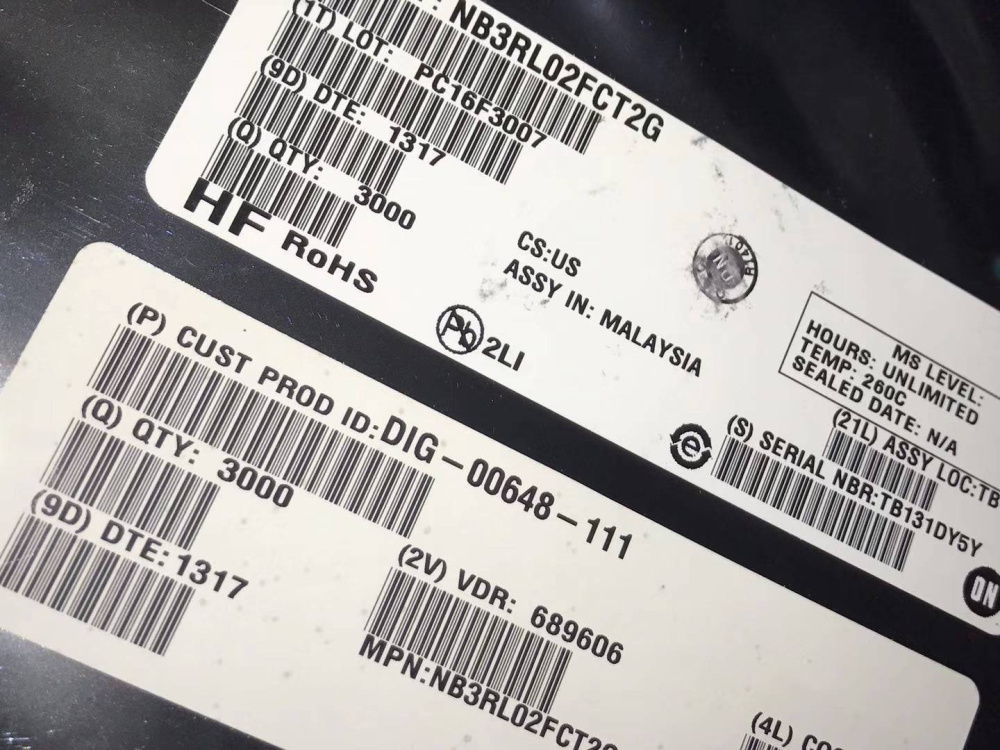 : NB3RL02FCT2G
(1T) LOT: PC16F3007
(9D) DTE: 1317
(Q) QTY: 3000
HF RoHS
CS:US
ASSY IN: MALAYSIA
Pb 2LI
MS LEVEL:
HOURS: UNLIMITED
TEMP: 260C
SEALED DATE: N/A
(21L) ASSY LOC:TB
(S) SERIAL NBR:TB131DY5Y
e
ON
(P) CUST PROD ID:DIG-00648-111
(Q) QTY: 3000
(9D) DTE:1317
(2V) VDR: 689606
MPN:NB3RL02FCT2G
(4L)